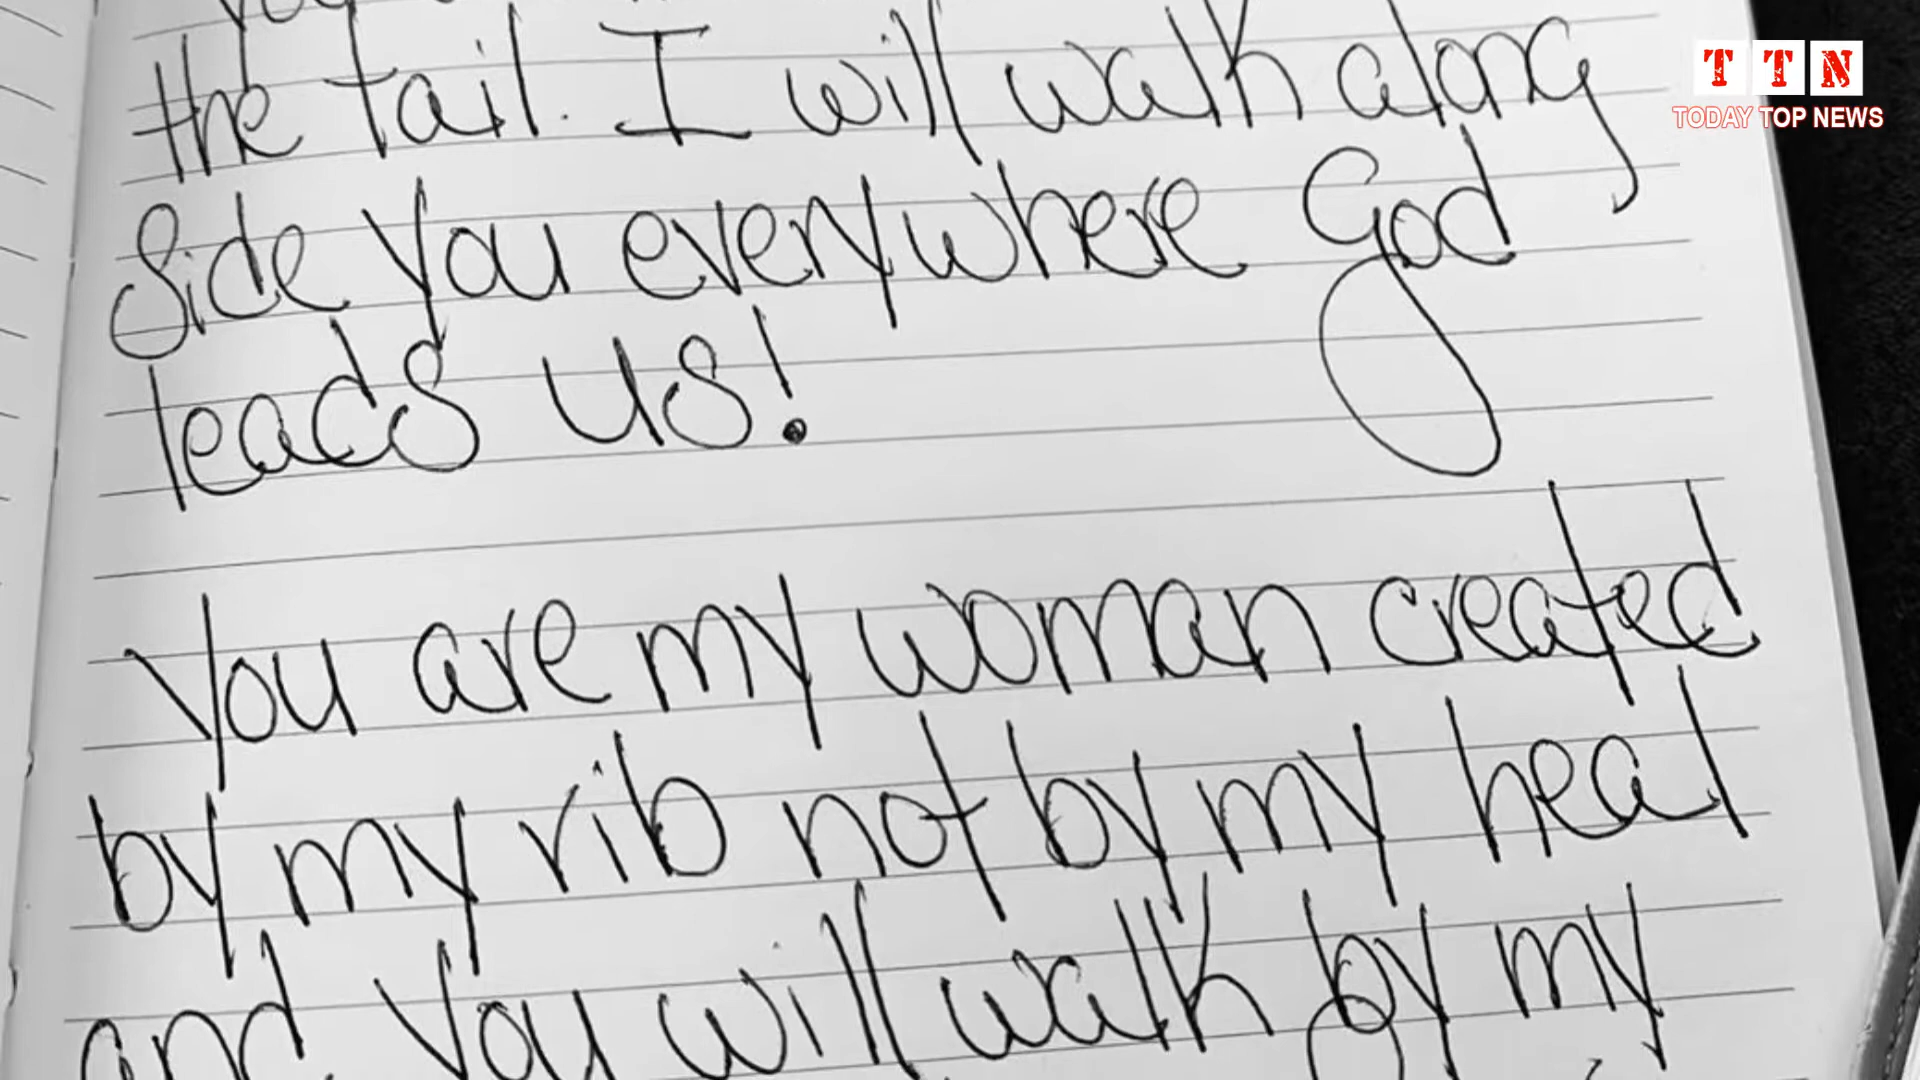 the tail. I will walk along
TTN
TODAY TOP NEWS
Side you everywhere God
leads us!
You are my woman created
by my rib not by my heal
and you will walk by my